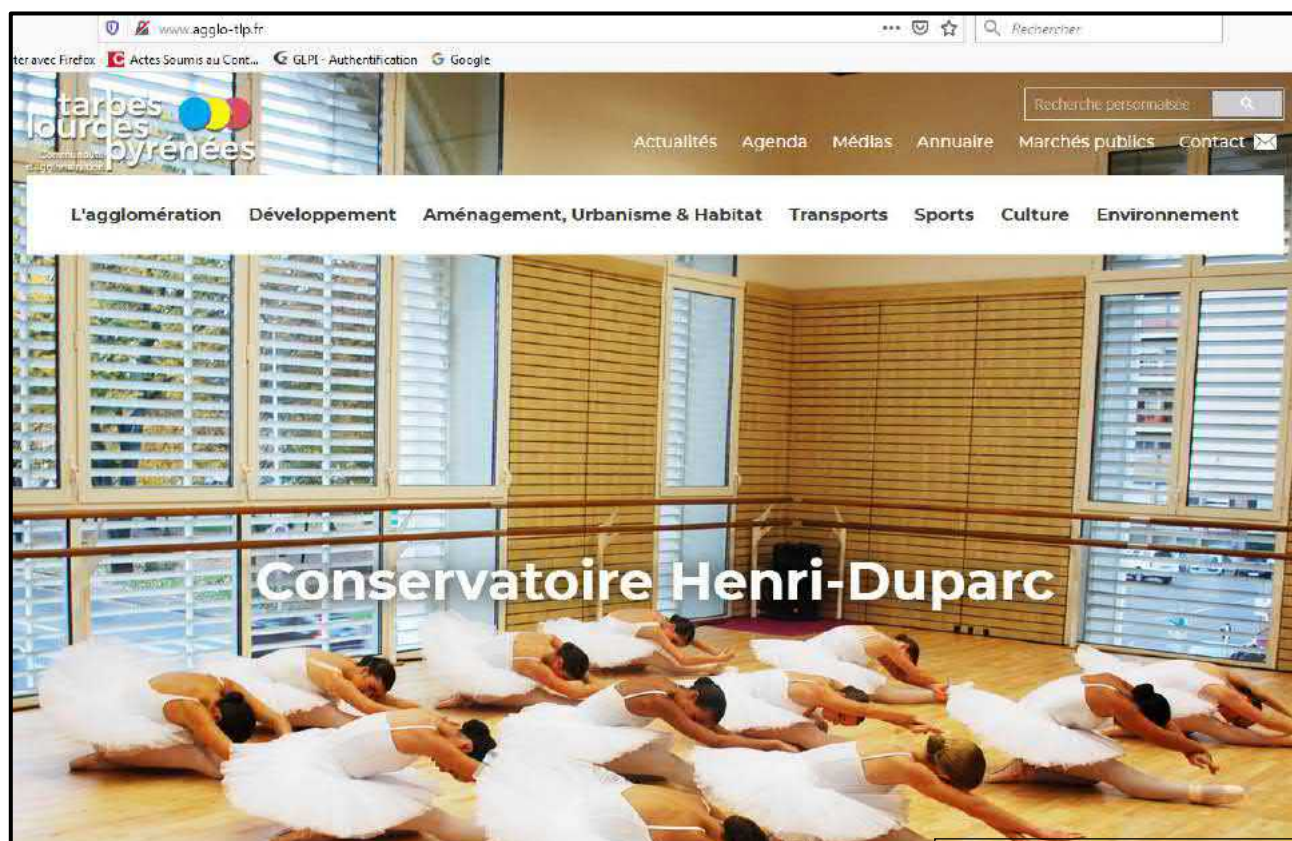 www.agglo-tlp.fr
Rechercher
ter avec Firefox Actes Soumis au Cont... GLPI - Authentification Google
tarbes
lourdes
pyrénées
Communauté
d'agglomération
Recherche personnalisée
Actualités Agenda Médias Annuaire Marchés publics Contact
L'agglomération Développement Aménagement, Urbanisme & Habitat Transports Sports Culture Environnement
Conservatoire Henri-Duparc